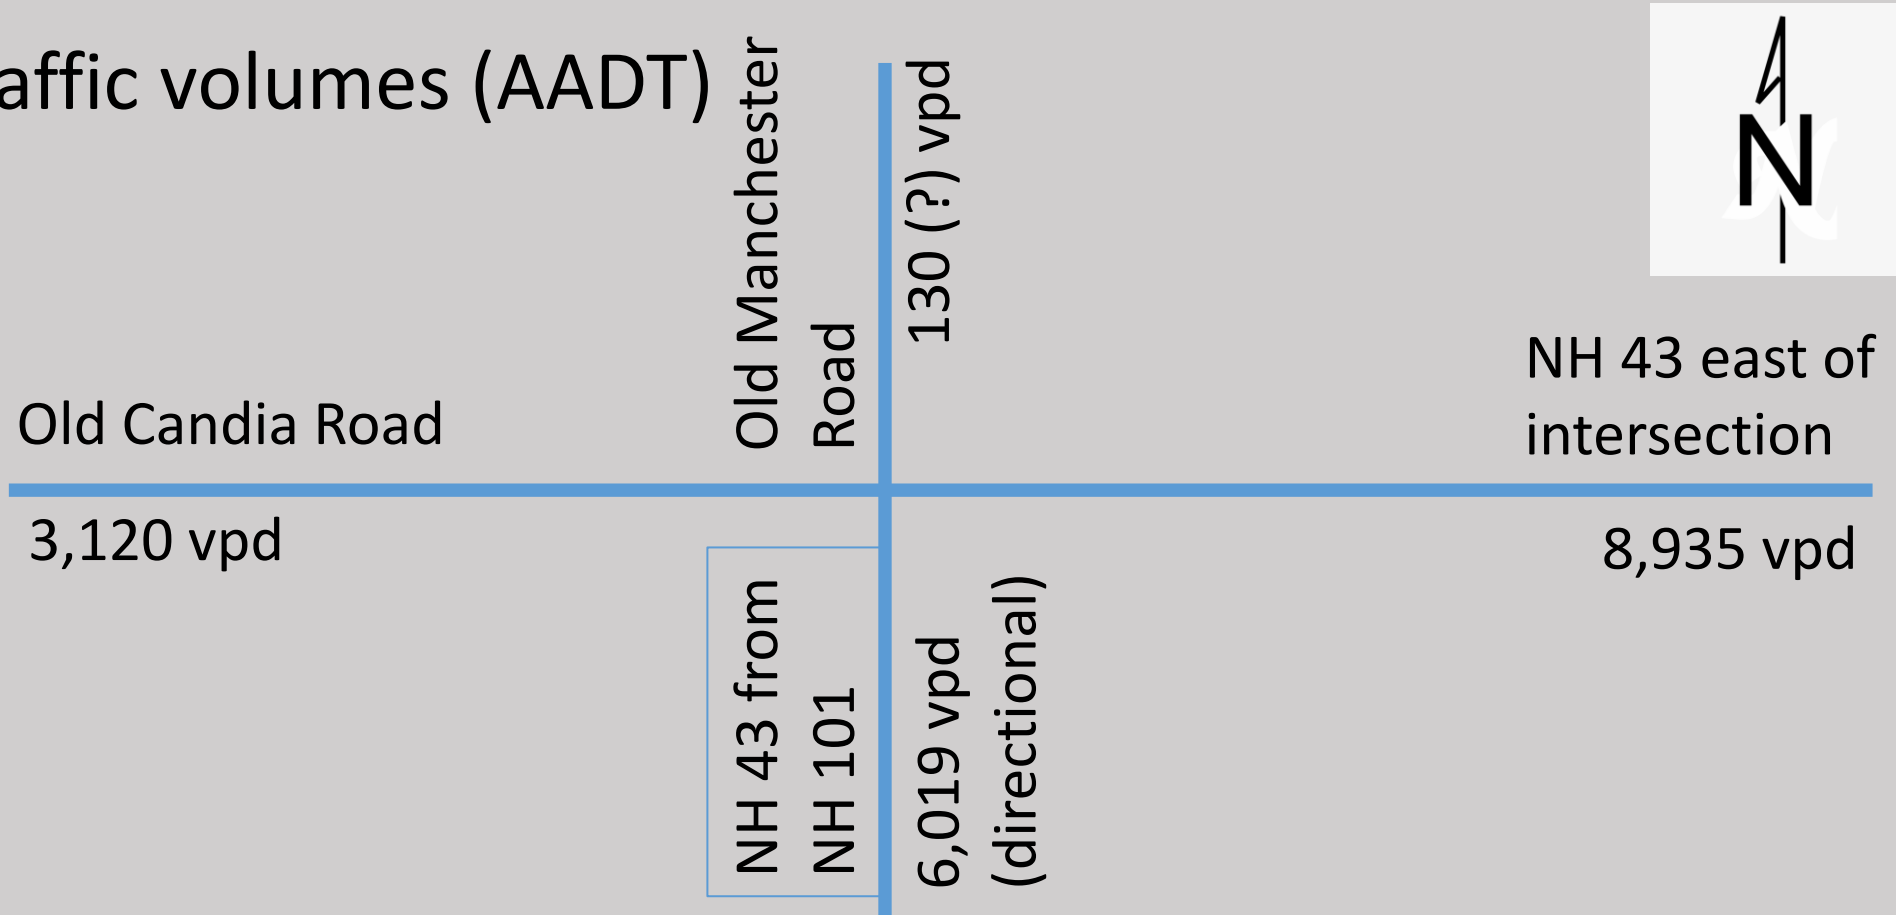 affic volumes (AADT)
Old Manchester
Road
130 (?) vpd
N
NH 43 east of
intersection
Old Candia Road
3,120 vpd
8,935 vpd
NH 43 from
NH 101
6,019 vpd
(directional)